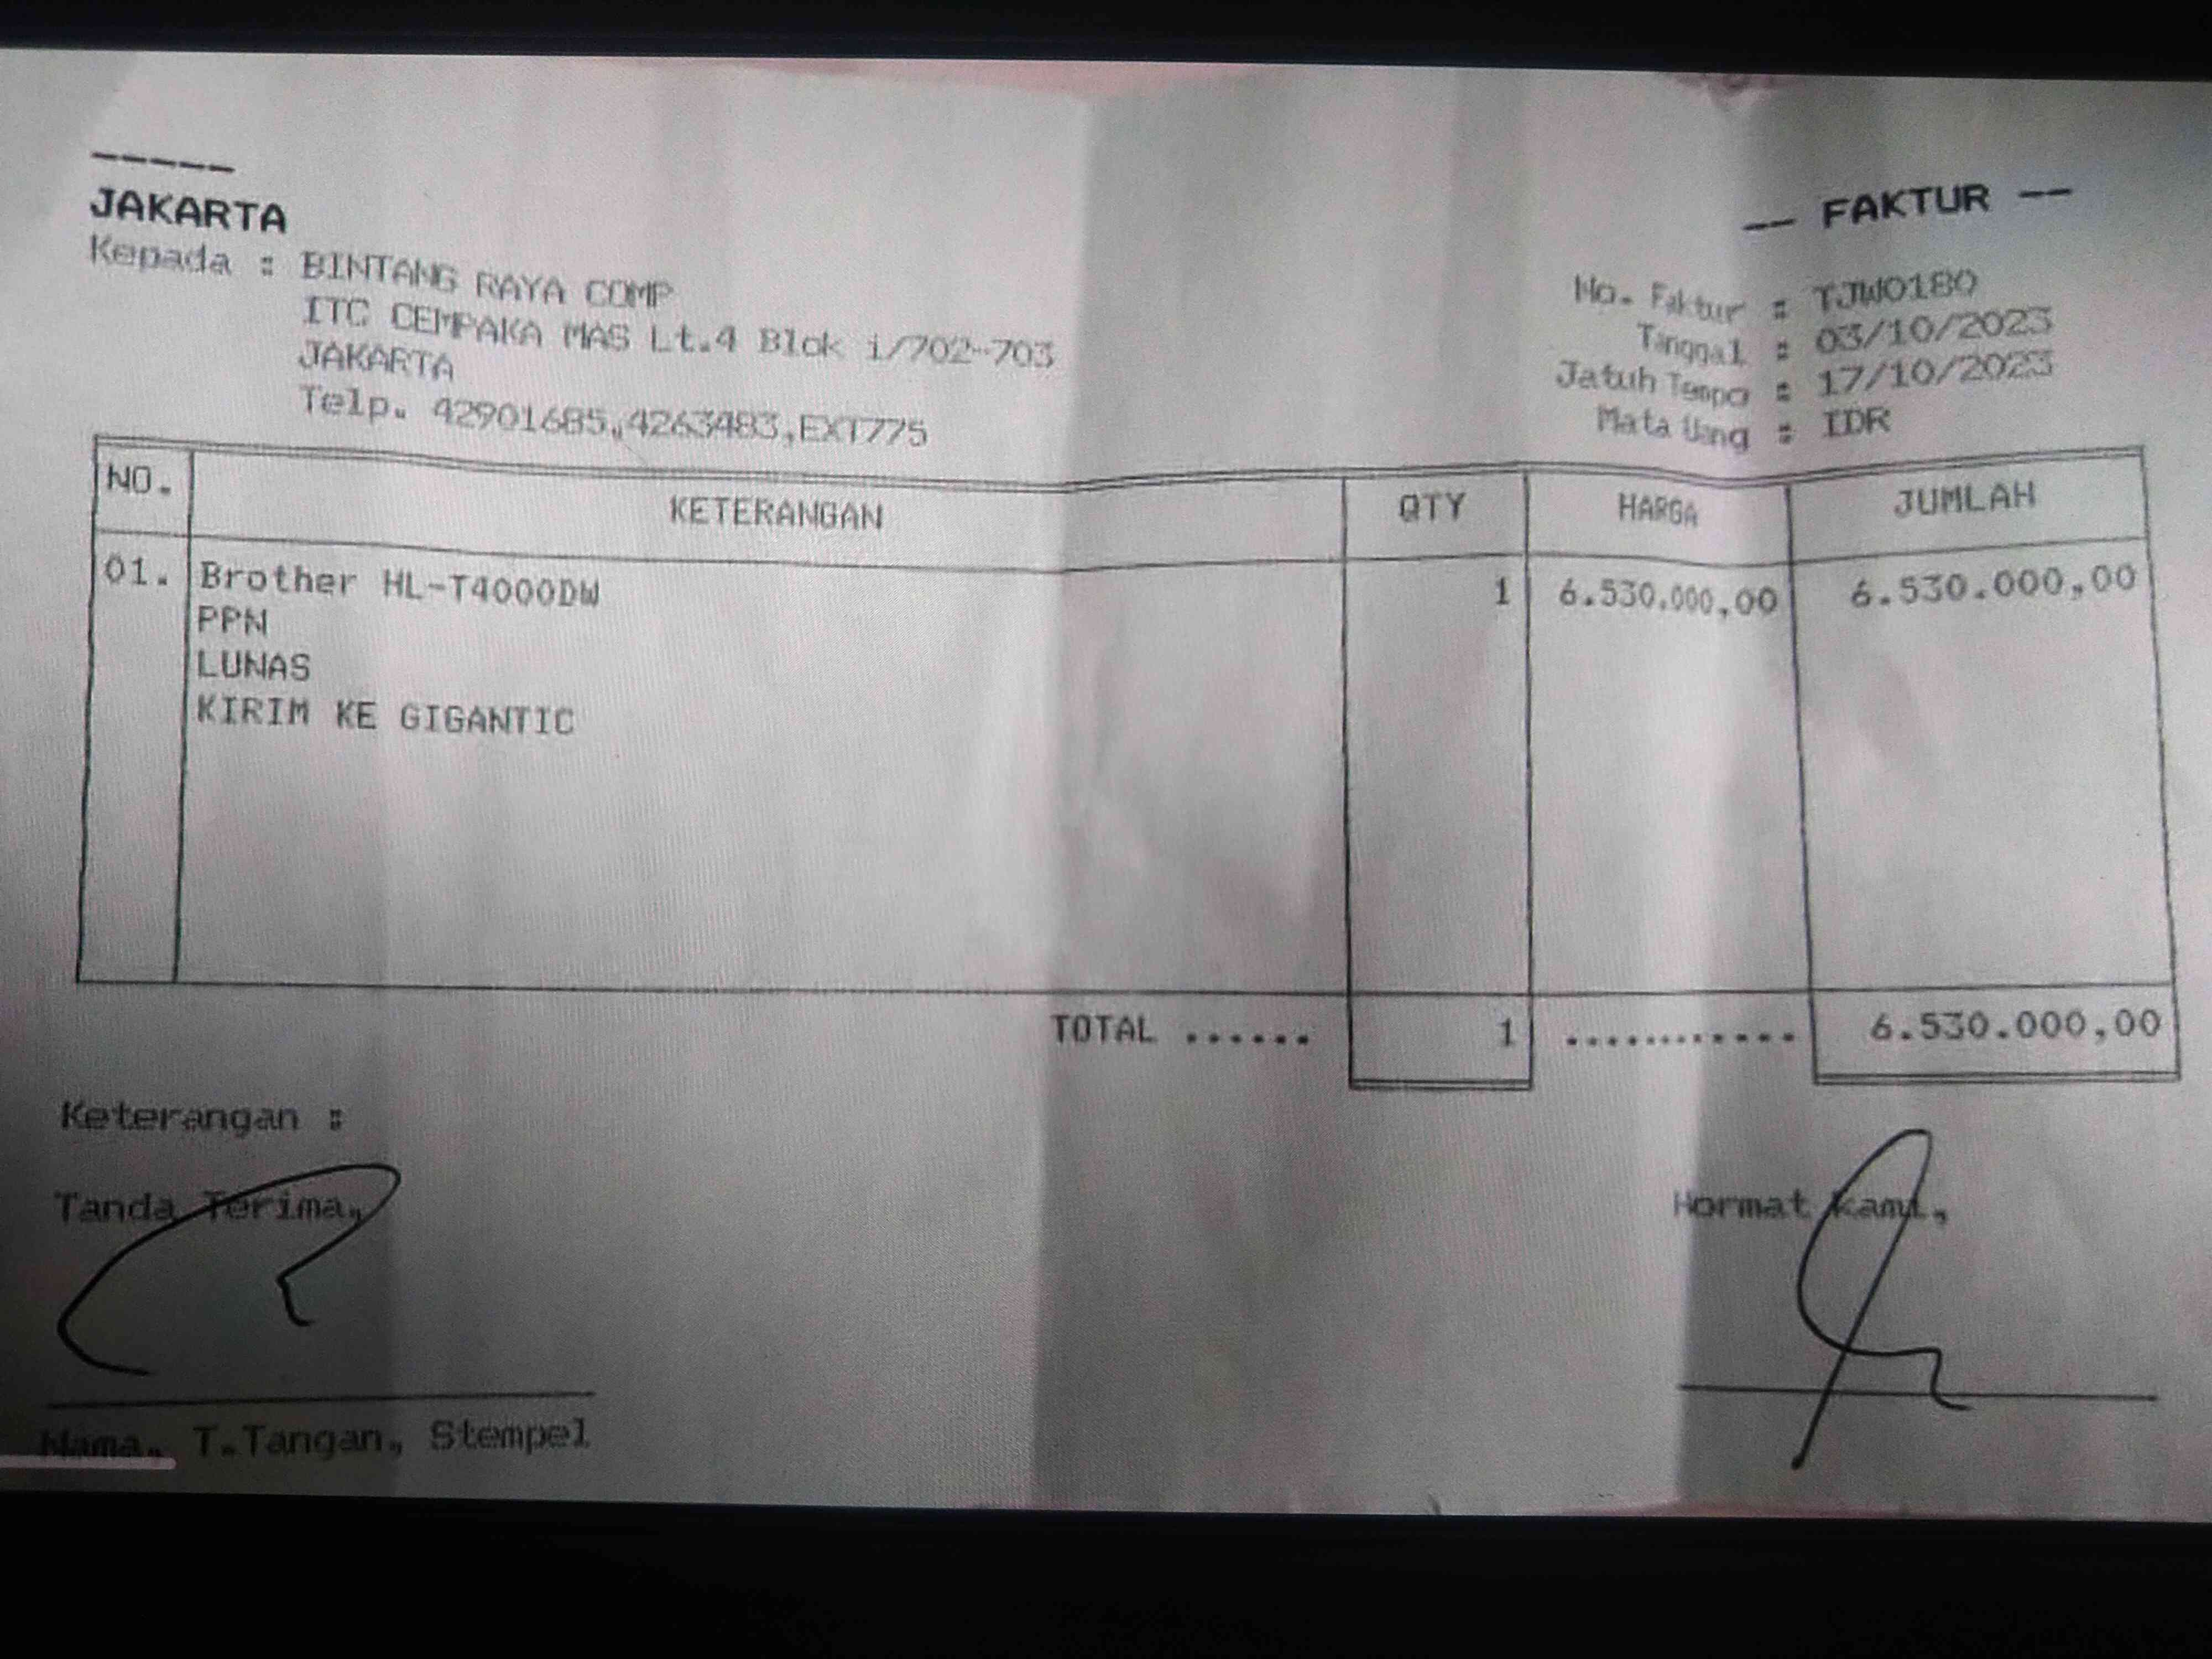 -----
JAKARTA
-- FAKTUR --
Kepada : BINTANG RAYA COMP
ITC CEMPAKA MAS Lt.4 Blok i/702-703
JAKARTA
Telp. 42901685,4263483,EXT775
No. Faktur : TJW0180
Tanggal : 03/10/2023
Jatuh Tempo : 17/10/2023
Mata Uang : IDR
NO. KETERANGAN QTY HARGA JUMLAH
01. Brother HL-T4000DW 1 6.530.000,00 6.530.000,00
PPN
LUNAS
KIRIM KE GIGANTIC
TOTAL ...... 1 ............ 6.530.000,00
Keterangan :
Tanda Terima, Hormat Kami,
Nama, T.Tangan, Stempel